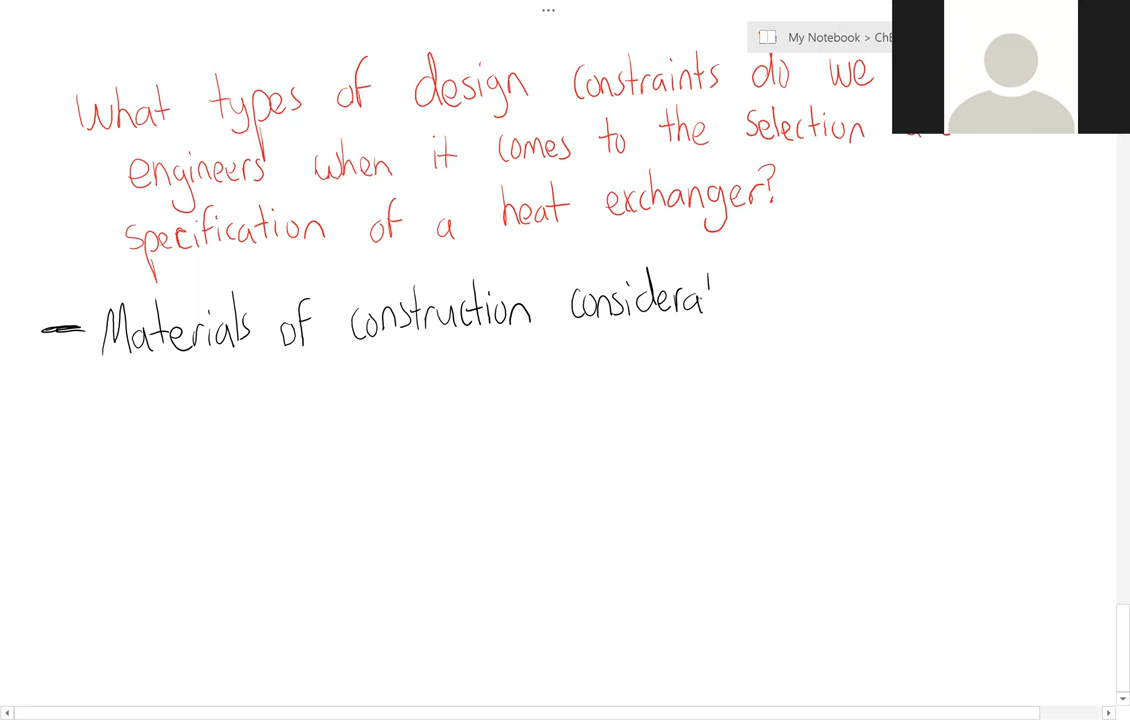 My Notebook > ChE
What types of design constraints do we
engineers when it comes to the selection
specification of a heat exchanger?
- Materials of construction considerat